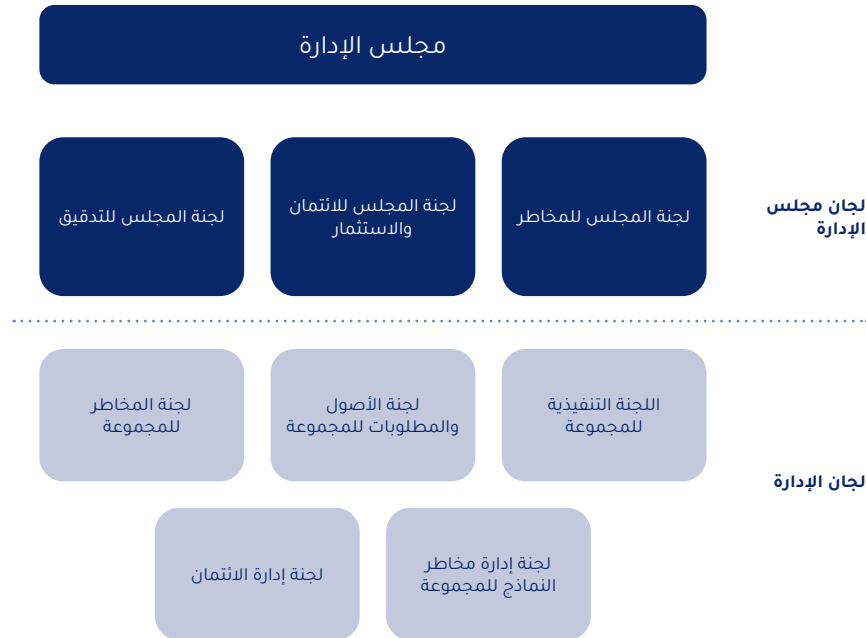 مجلس الإدارة
لجان مجلس
الإدارة
لجنة المجلس للمخاطر
لجنة المجلس للائتمان
والاستثمار
لجنة المجلس للتدقيق
لجان الإدارة
اللجنة التنفيذية
للمجموعة
لجنة الأصول
والمطلوبات للمجموعة
لجنة المخاطر
للمجموعة
لجنة إدارة مخاطر
النماذج للمجموعة
لجنة إدارة الائتمان